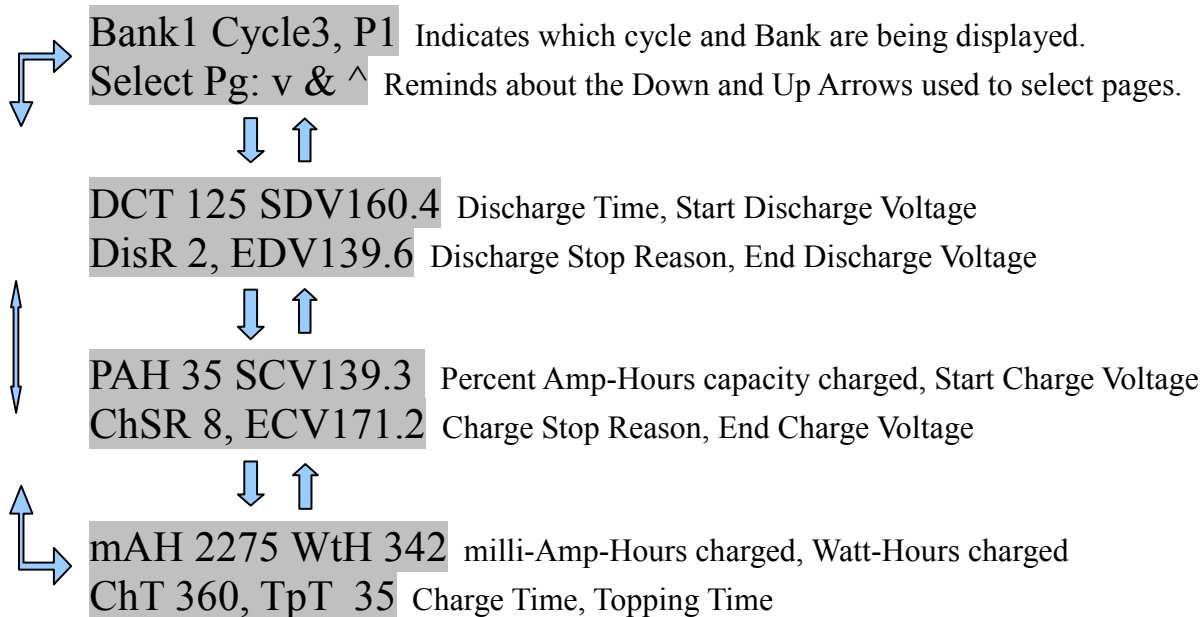 Bank1 Cycle3, P1 Indicates which cycle and Bank are being displayed.
Select Pg: v & ^ Reminds about the Down and Up Arrows used to select pages.
DCT 125 SDV160.4 Discharge Time, Start Discharge Voltage
DisR 2, EDV139.6 Discharge Stop Reason, End Discharge Voltage
PAH 35 SCV139.3 Percent Amp-Hours capacity charged, Start Charge Voltage
ChSR 8, ECV171.2 Charge Stop Reason, End Charge Voltage
mAH 2275 WtH 342 milli-Amp-Hours charged, Watt-Hours charged
ChT 360, TpT 35 Charge Time, Topping Time